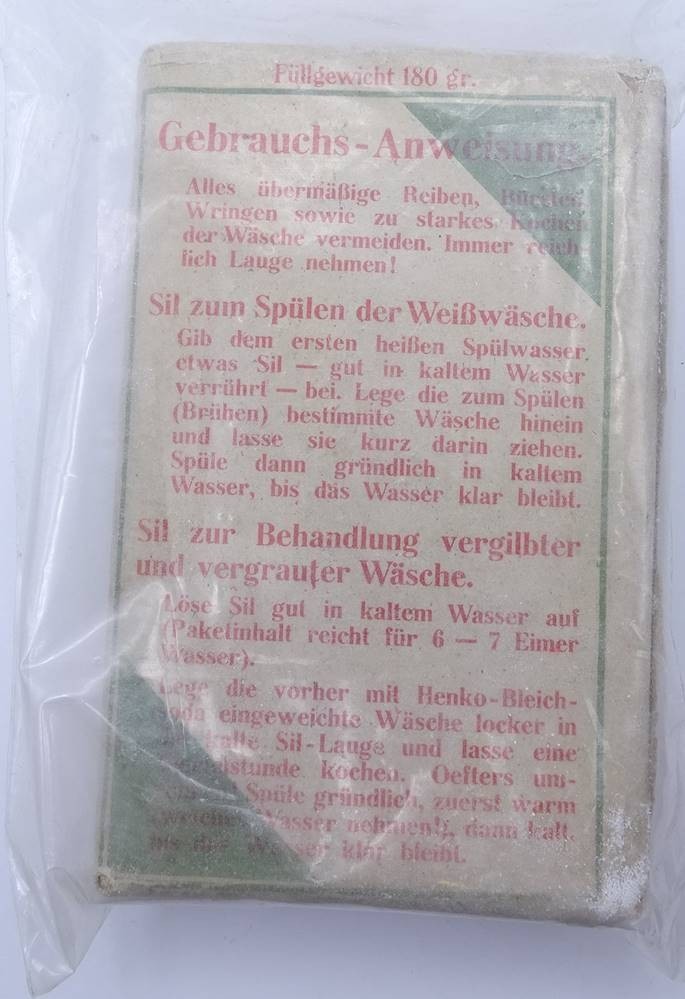 Füllgewicht 180 gr.
Gebrauchs-Anweisung.
Alles übermäßige Reiben, Bürsten,
Wringen sowie zu starkes Kochen
der Wäsche vermeiden. Immer reich-
lich Lauge nehmen!
Sil zum Spülen der Weißwäsche.
Gib dem ersten heißen Spülwasser
etwas Sil — gut in kaltem Wasser
verrührt — bei. Lege die zum Spülen
(Brühen) bestimmte Wäsche hinein
und lasse sie kurz darin ziehen.
Spüle dann gründlich in kaltem
Wasser, bis das Wasser klar bleibt.
Sil zur Behandlung vergilbter
und vergrauter Wäsche.
Löse Sil gut in kaltem Wasser auf
(Paketinhalt reicht für 6 — 7 Eimer
Wasser).
Lege die vorher mit Henko-Bleich-
soda eingeweichte Wäsche locker in
kalte Sil-Lauge und lasse eine
kochen. Oefters um-
Spüle gründlich, zuerst warm
(weiches Wasser nehmen!), dann kalt,
bis das Wasser klar bleibt.